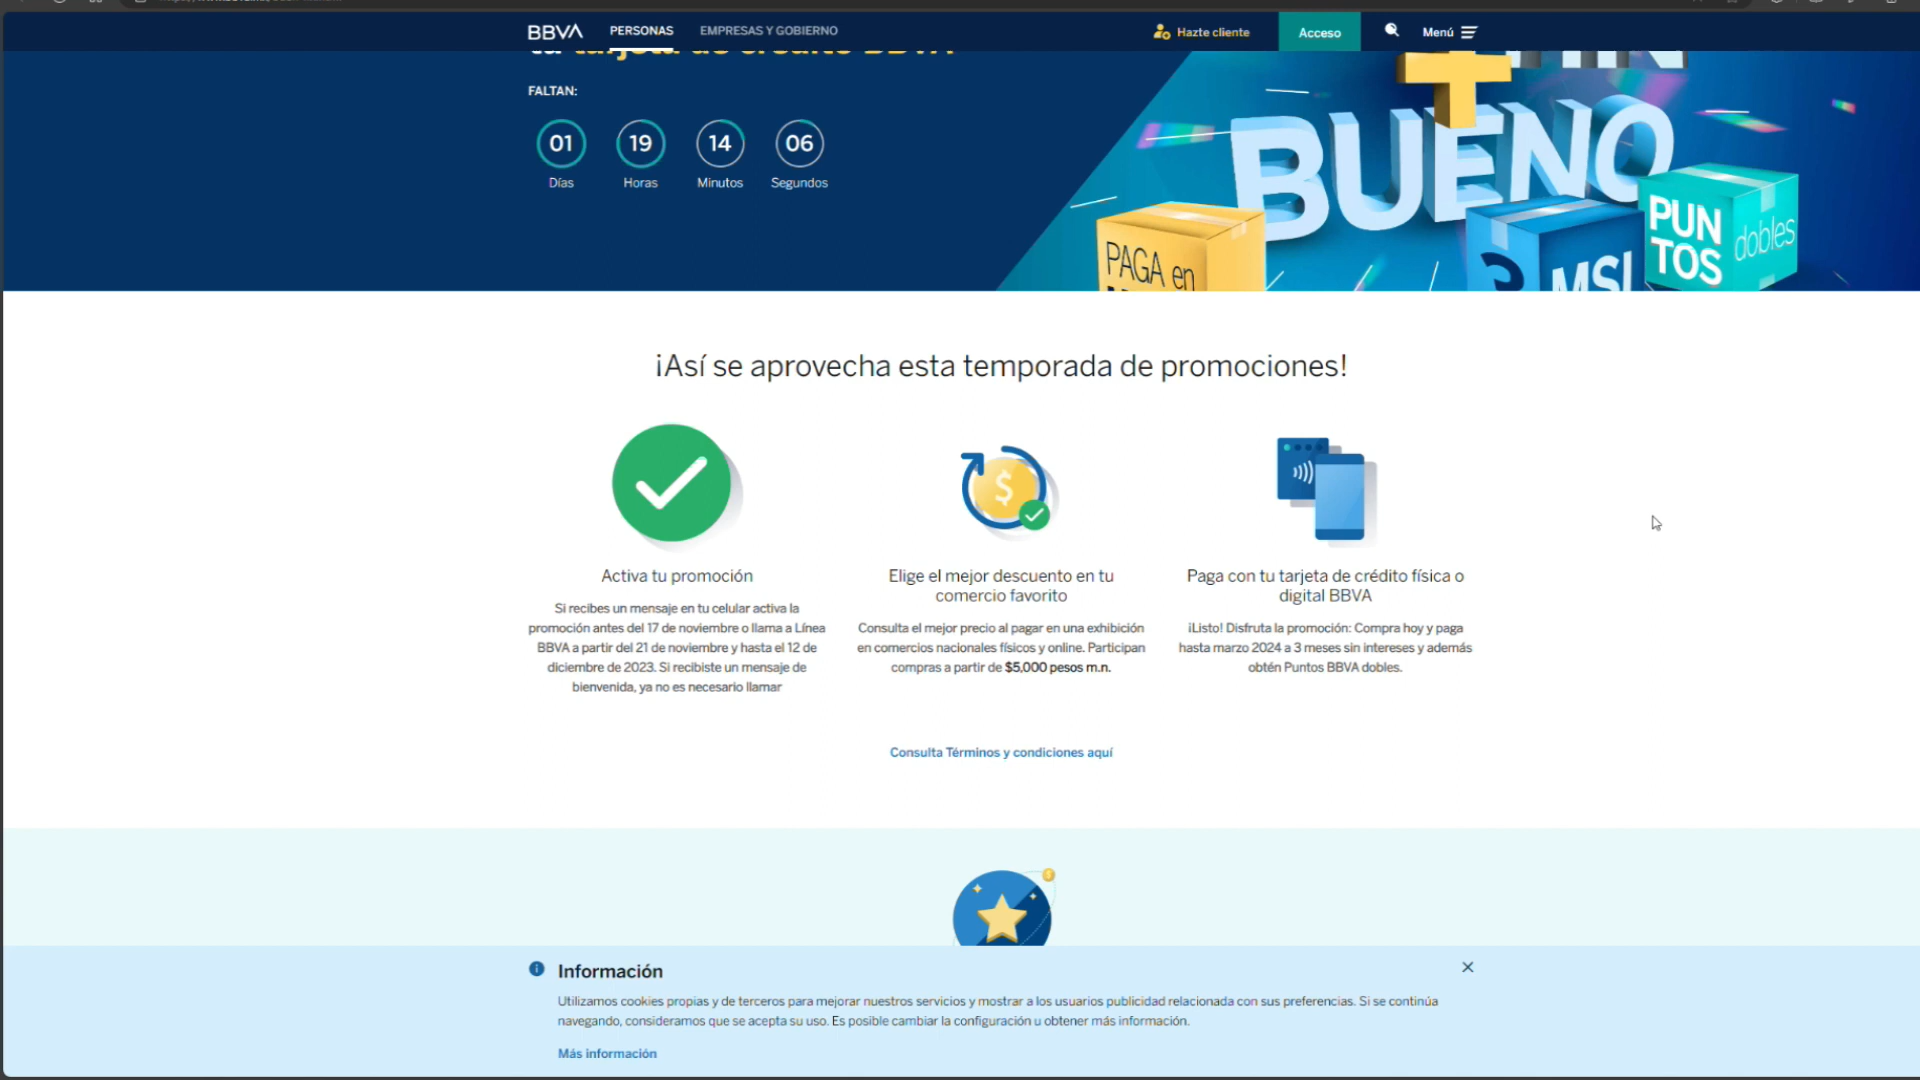 BBVA PERSONAS EMPRESAS Y GOBIERNO Hazte cliente Acceso Menú
tarjeta de crédito BBVA
FALTAN:
01 19 14 06
Días Horas Minutos Segundos
BUENO
PAGA en
3 MSI
PUNTOS dobles
¡Así se aprovecha esta temporada de promociones!
Activa tu promoción
Si recibes un mensaje en tu celular activa la
promoción antes del 17 de noviembre o llama a Línea
BBVA a partir del 21 de noviembre y hasta el 12 de
diciembre de 2023. Si recibiste un mensaje de
bienvenida, ya no es necesario llamar
Elige el mejor descuento en tu
comercio favorito
Consulta el mejor precio al pagar en una exhibición
en comercios nacionales físicos y online. Participan
compras a partir de $5,000 pesos m.n.
Paga con tu tarjeta de crédito física o
digital BBVA
¡Listo! Disfruta la promoción: Compra hoy y paga
hasta marzo 2024 a 3 meses sin intereses y además
obtén Puntos BBVA dobles.
Consulta Términos y condiciones aquí
Información
Utilizamos cookies propias y de terceros para mejorar nuestros servicios y mostrar a los usuarios publicidad relacionada con sus preferencias. Si se continúa
navegando, consideramos que se acepta su uso. Es posible cambiar la configuración u obtener más información.
Más información